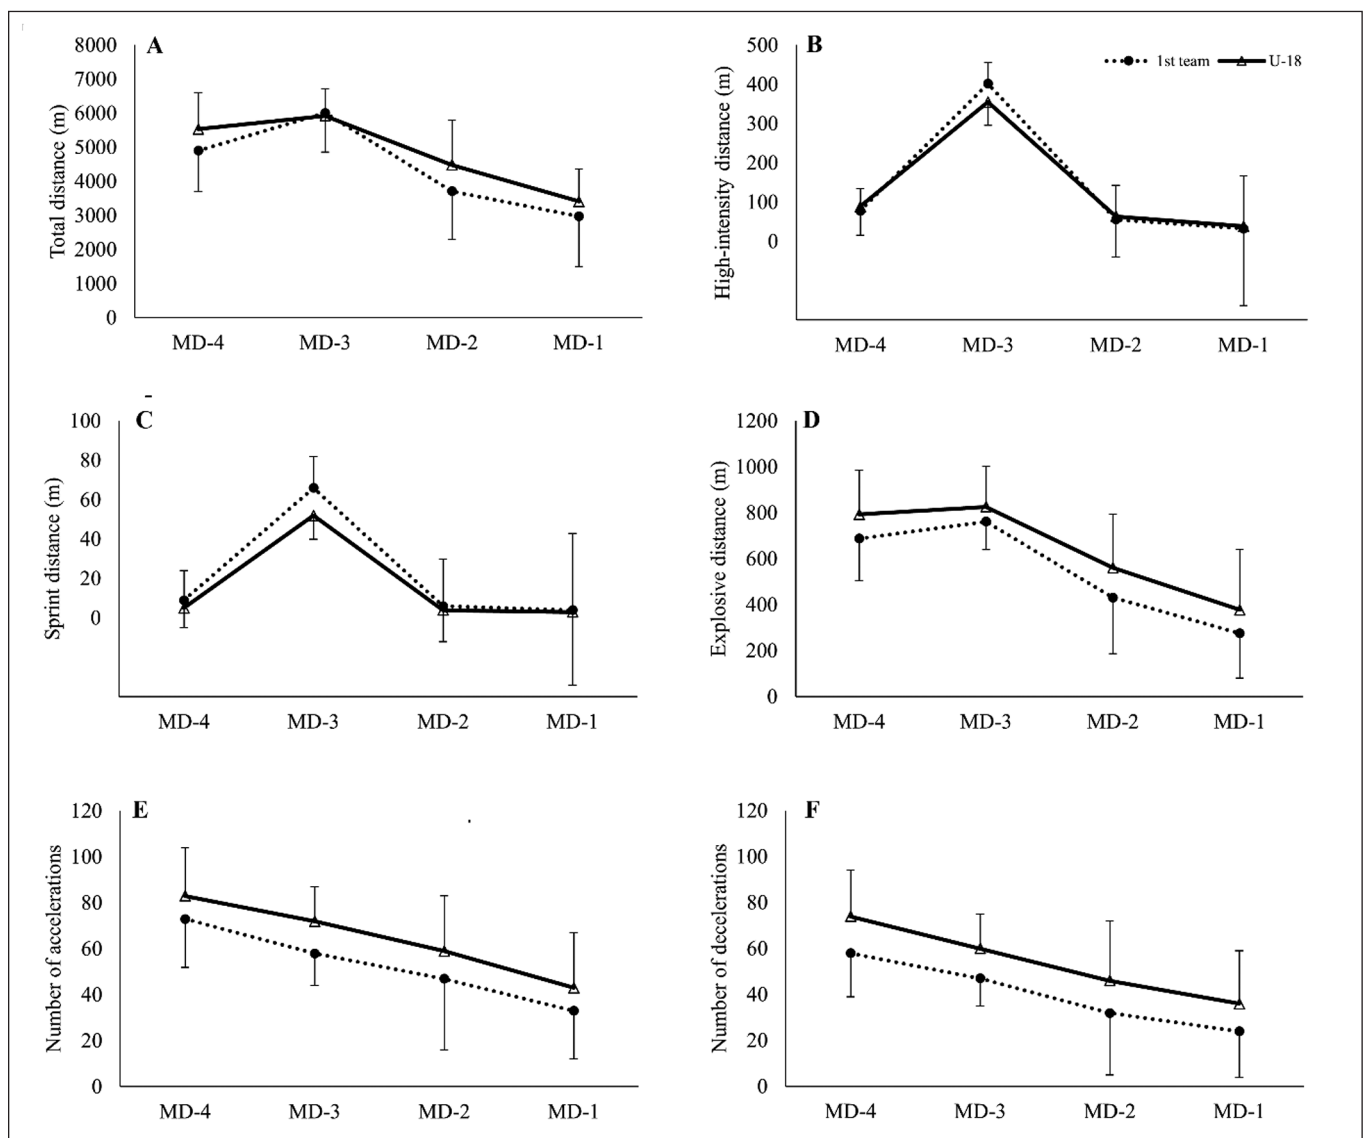 A
Total distance (m)
8000
7000
6000
5000
4000
3000
2000
1000
0
MD-4 MD-3 MD-2 MD-1
B
1st team U-18
High-intensity distance (m)
500
400
300
200
100
0
MD-4 MD-3 MD-2 MD-1
C
Sprint distance (m)
100
80
60
40
20
0
MD-4 MD-3 MD-2 MD-1
D
Explosive distance (m)
1200
1000
800
600
400
200
0
MD-4 MD-3 MD-2 MD-1
E
Number of accelerations
120
100
80
60
40
20
0
MD-4 MD-3 MD-2 MD-1
F
Number of decelerations
120
100
80
60
40
20
0
MD-4 MD-3 MD-2 MD-1